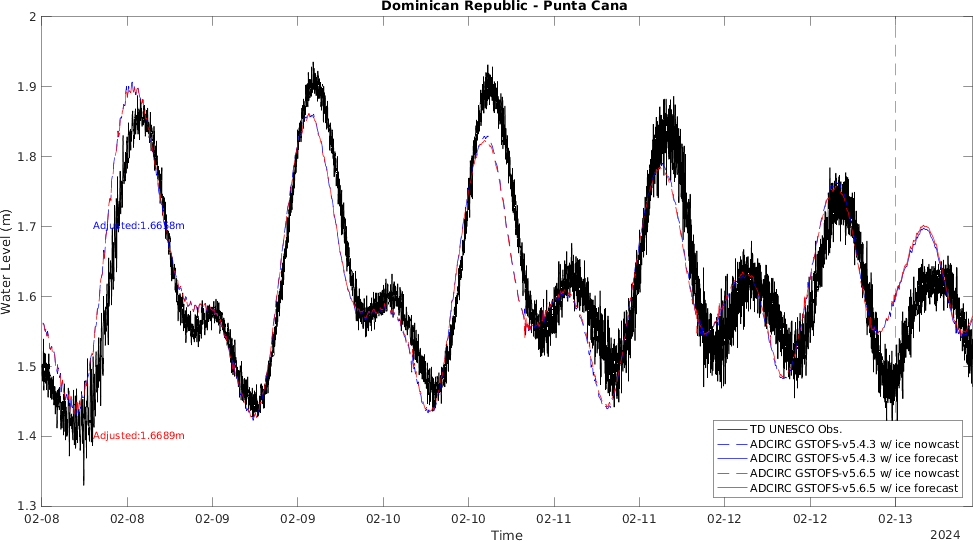 Dominican Republic - Punta Cana
2
1.9
1.8
1.7
1.6
1.5
1.4
1.3
Water Level (m)
Adjusted:1.6658m
Adjusted:1.6689m
TD UNESCO Obs.
ADCIRC GSTOFS-v5.4.3 w/ ice nowcast
ADCIRC GSTOFS-v5.4.3 w/ ice forecast
ADCIRC GSTOFS-v5.6.5 w/ ice nowcast
ADCIRC GSTOFS-v5.6.5 w/ ice forecast
02-08 02-08 02-09 02-09 02-10 02-10 02-11 02-11 02-12 02-12 02-13
Time
2024